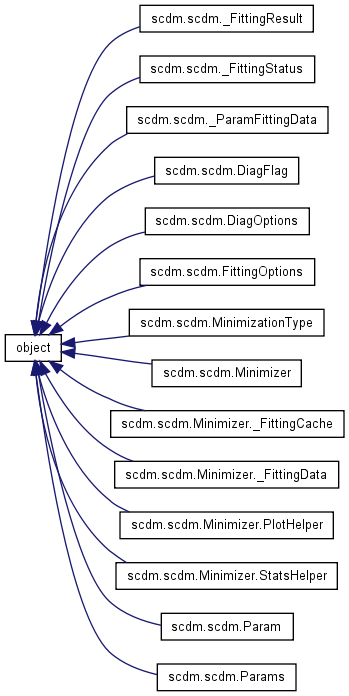 scdm.scdm._FittingResult
scdm.scdm._FittingStatus
scdm.scdm._ParamFittingData
scdm.scdm.DiagFlag
scdm.scdm.DiagOptions
scdm.scdm.FittingOptions
scdm.scdm.MinimizationType
object
scdm.scdm.Minimizer
scdm.scdm.Minimizer._FittingCache
scdm.scdm.Minimizer._FittingData
scdm.scdm.Minimizer.PlotHelper
scdm.scdm.Minimizer.StatsHelper
scdm.scdm.Param
scdm.scdm.Params